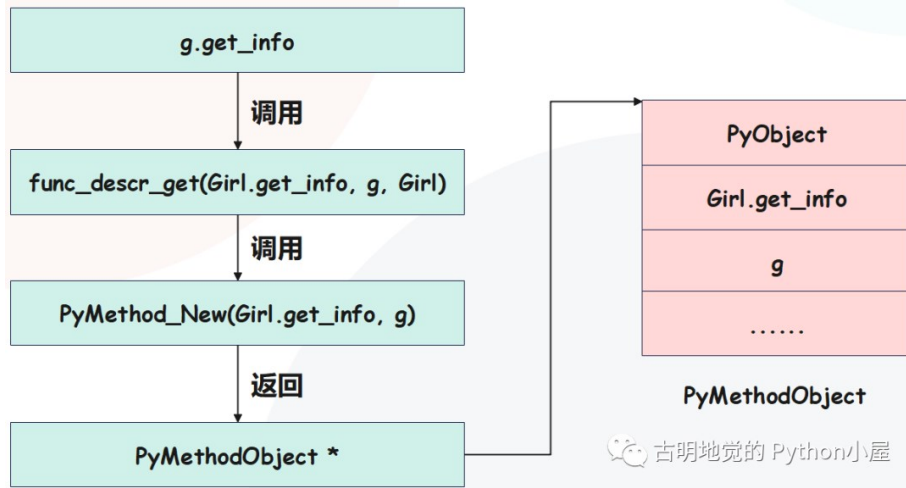 g.get_info
调用
func_descr_get(Girl.get_info, g, Girl)
调用
PyMethod_New(Girl.get_info, g)
返回
PyMethodObject *
PyObject
Girl.get_info
g
......
PyMethodObject
古明地觉的 Python小屋